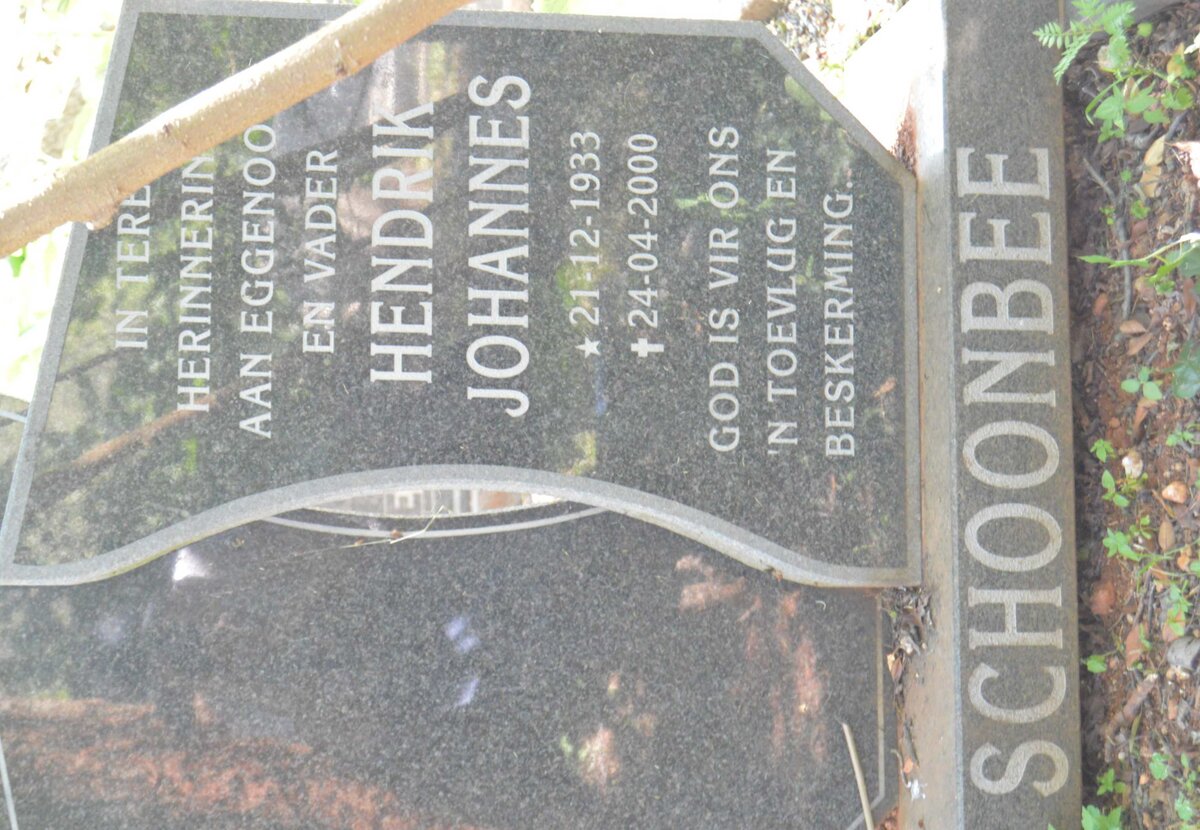 IN
HERINNERIN
AAN EGGENOO
EN VADER
HENDRIK
JOHANNES
★ 21-12-1933
✝ 24-04-2000
GOD IS VIR ONS
'N TOEVLUG EN
BESKERMING.
SCHOONBEE